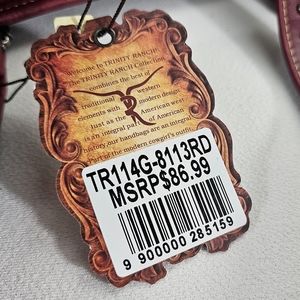 Welcome to TRINITY RANCH!
The TRINITY RANCH Collection
combines the best of
traditional western
elements with modern design
Just as the American west
is an integral part of American
history our handbags are an integral
part of the modern cowgirl's outfit.
TR114G-8113RD
MSRP$86.99
9 900000 285159